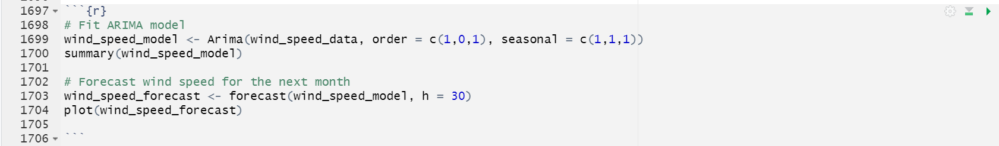 1697 ```{r}
1698 # Fit ARIMA model
1699 wind_speed_model <- Arima(wind_speed_data, order = c(1,0,1), seasonal = c(1,1,1))
1700 summary(wind_speed_model)
1701
1702 # Forecast wind speed for the next month
1703 wind_speed_forecast <- forecast(wind_speed_model, h = 30)
1704 plot(wind_speed_forecast)
1705
1706 ```